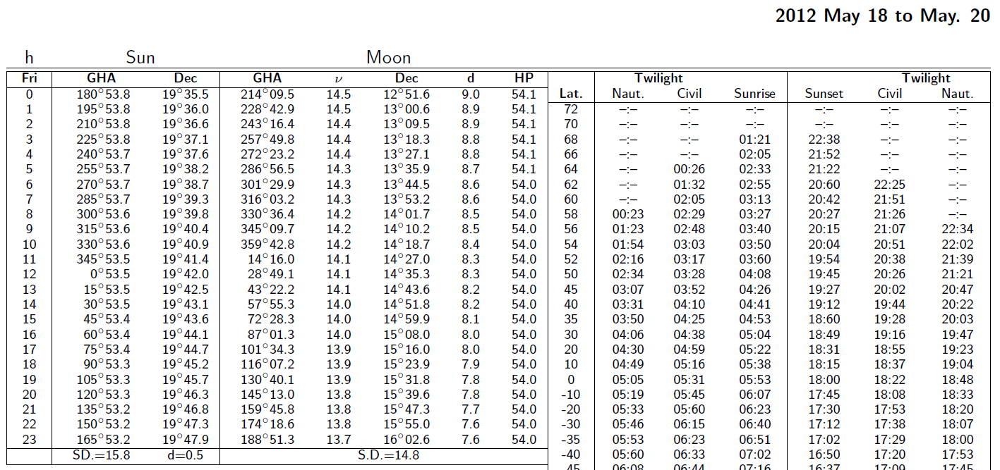 2012 May 18 to May. 20
h Sun Moon
Fri GHA Dec GHA ν Dec d HP Twilight Twilight
Lat. Naut. Civil Sunrise Sunset Civil Naut.
0 180°53.8 19°35.5 214°09.5 14.5 12°51.6 9.0 54.1
1 195°53.8 19°36.0 228°42.9 14.5 13°00.6 8.9 54.1 72 –:– –:– –:– –:– –:– –:–
2 210°53.8 19°36.6 243°16.4 14.4 13°09.5 8.9 54.1 70 –:– –:– –:– –:– –:– –:–
3 225°53.8 19°37.1 257°49.8 14.4 13°18.3 8.8 54.1 68 –:– –:– 01:21 22:38 –:– –:–
4 240°53.7 19°37.6 272°23.2 14.4 13°27.1 8.8 54.1 66 –:– –:– 02:05 21:52 –:– –:–
5 255°53.7 19°38.2 286°56.5 14.3 13°35.9 8.7 54.1 64 –:– 00:26 02:33 21:22 –:– –:–
6 270°53.7 19°38.7 301°29.9 14.3 13°44.5 8.6 54.0 62 –:– 01:32 02:55 20:60 22:25 –:–
7 285°53.7 19°39.3 316°03.2 14.3 13°53.2 8.6 54.0 60 –:– 02:05 03:13 20:42 21:51 –:–
8 300°53.6 19°39.8 330°36.4 14.2 14°01.7 8.5 54.0 58 00:23 02:29 03:27 20:27 21:26 –:–
9 315°53.6 19°40.4 345°09.7 14.2 14°10.2 8.5 54.0 56 01:23 02:48 03:40 20:15 21:07 22:34
10 330°53.6 19°40.9 359°42.8 14.2 14°18.7 8.4 54.0 54 01:54 03:03 03:50 20:04 20:51 22:02
11 345°53.5 19°41.4 14°16.0 14.1 14°27.0 8.3 54.0 52 02:16 03:17 03:60 19:54 20:38 21:39
12 0°53.5 19°42.0 28°49.1 14.1 14°35.3 8.3 54.0 50 02:34 03:28 04:08 19:45 20:26 21:21
13 15°53.5 19°42.5 43°22.2 14.1 14°43.6 8.2 54.0 45 03:07 03:52 04:26 19:27 20:02 20:47
14 30°53.5 19°43.1 57°55.3 14.0 14°51.8 8.2 54.0 40 03:31 04:10 04:41 19:12 19:44 20:22
15 45°53.4 19°43.6 72°28.3 14.0 14°59.9 8.1 54.0 35 03:50 04:25 04:53 18:60 19:28 20:03
16 60°53.4 19°44.1 87°01.3 14.0 15°08.0 8.0 54.0 30 04:06 04:38 05:04 18:49 19:16 19:47
17 75°53.4 19°44.7 101°34.3 13.9 15°16.0 8.0 54.0 20 04:30 04:59 05:22 18:31 18:55 19:23
18 90°53.3 19°45.2 116°07.2 13.9 15°23.9 7.9 54.0 10 04:49 05:16 05:38 18:15 18:37 19:04
19 105°53.3 19°45.7 130°40.1 13.9 15°31.8 7.8 54.0 0 05:05 05:31 05:53 18:00 18:22 18:48
20 120°53.3 19°46.3 145°13.0 13.8 15°39.6 7.8 54.0 -10 05:19 05:45 06:07 17:45 18:08 18:33
21 135°53.2 19°46.8 159°45.8 13.8 15°47.3 7.7 54.0 -20 05:33 05:60 06:23 17:30 17:53 18:20
22 150°53.2 19°47.3 174°18.6 13.8 15°55.0 7.6 54.0 -30 05:46 06:15 06:40 17:12 17:38 18:07
23 165°53.2 19°47.9 188°51.3 13.7 16°02.6 7.6 54.0 -35 05:53 06:23 06:51 17:02 17:29 18:00
SD.=15.8 d=0.5 S.D.=14.8 -40 05:60 06:33 07:02 16:50 17:20 17:53
-45 06:08 06:44 07:16 16:37 17:09 17:45